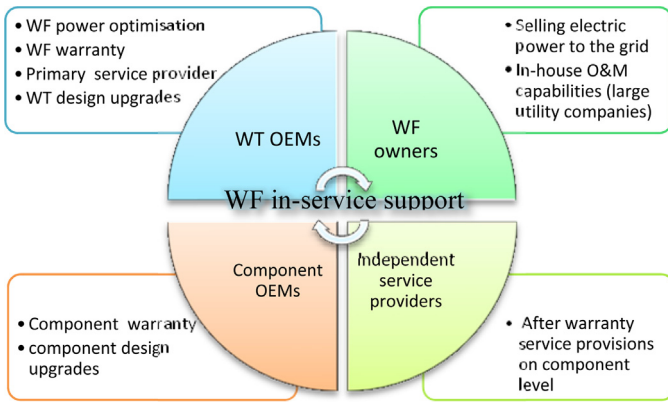 • WF power optimisation
• WF warranty
• Primary service provider
• WT design upgrades
• Selling electric
power to the grid
• In-house O&M
capabilities (large
utility companies)
WT OEMs
WF
owners
WF in-service support
Component
OEMs
Independent
service
providers
• Component warranty
• component design
upgrades
• After warranty
service provisions
on component
level